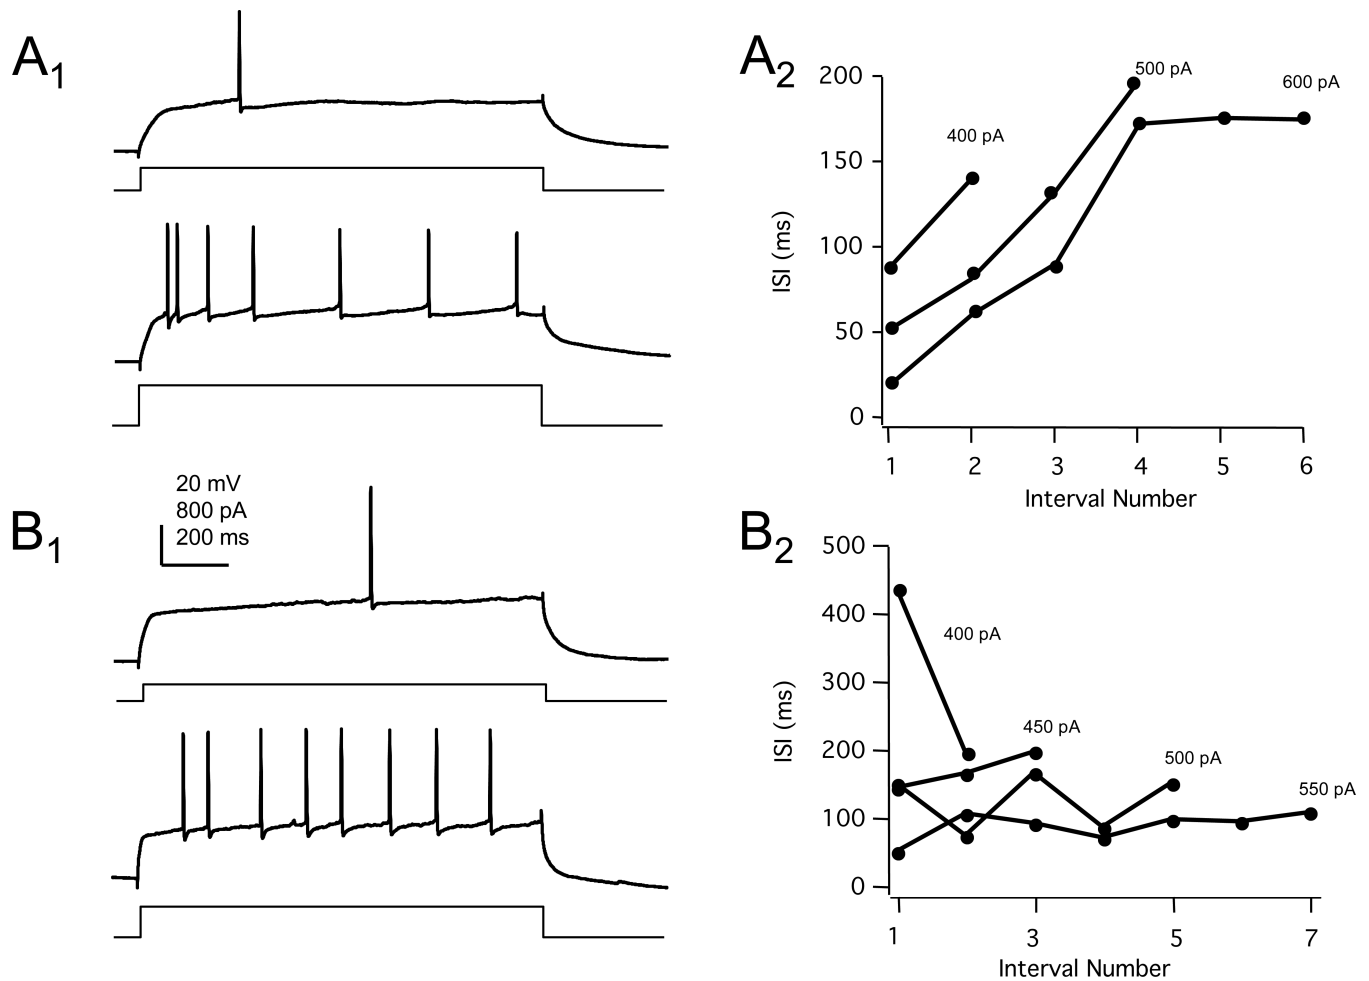 A1
A2
200
150
100
50
0
ISI (ms)
400 pA
500 pA
600 pA
1 2 3 4 5 6
Interval Number
20 mV
800 pA
200 ms
B1
B2
500
400
300
200
100
0
ISI (ms)
400 pA
450 pA
500 pA
550 pA
1 3 5 7
Interval Number